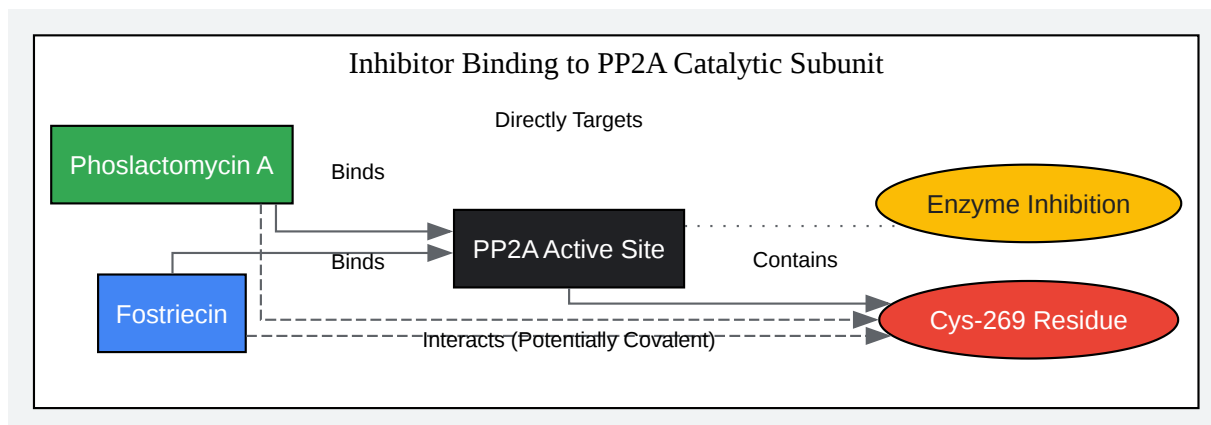 Inhibitor Binding to PP2A Catalytic Subunit
Directly Targets
Phoslactomycin A
Binds
Enzyme Inhibition
PP2A Active Site
Binds
Contains
Fostriecin
Cys-269 Residue
Interacts (Potentially Covalent)